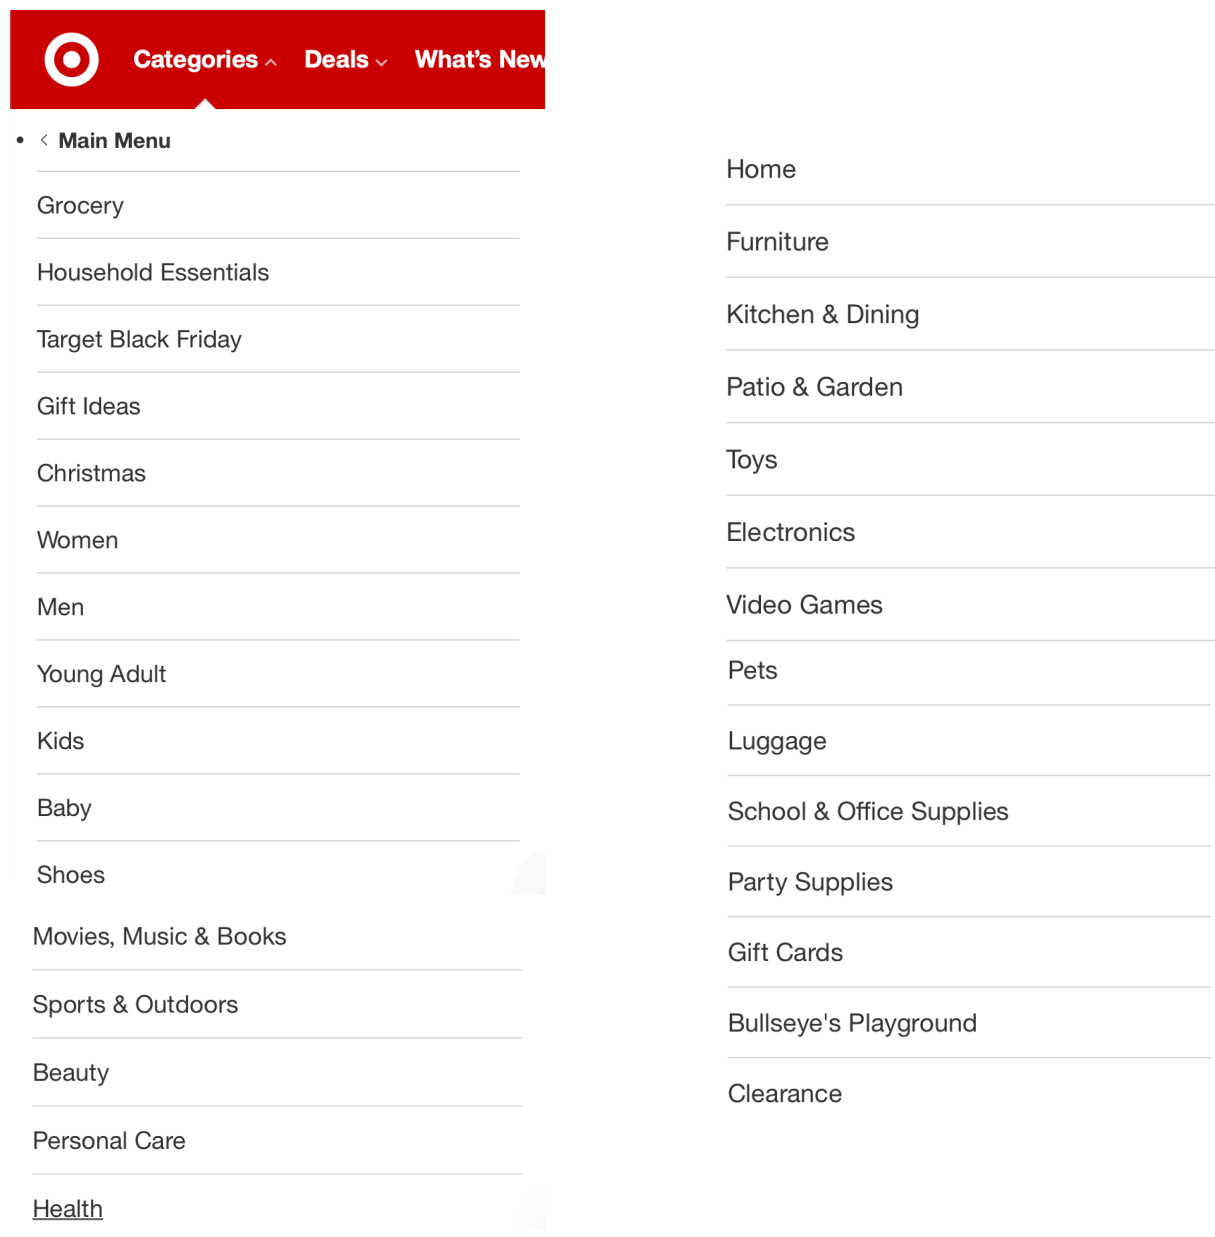 Categories Deals What's New
Main Menu
Grocery
Household Essentials
Target Black Friday
Gift Ideas
Christmas
Women
Men
Young Adult
Kids
Baby
Shoes
Movies, Music & Books
Sports & Outdoors
Beauty
Personal Care
Health
Home
Furniture
Kitchen & Dining
Patio & Garden
Toys
Electronics
Video Games
Pets
Luggage
School & Office Supplies
Party Supplies
Gift Cards
Bullseye's Playground
Clearance